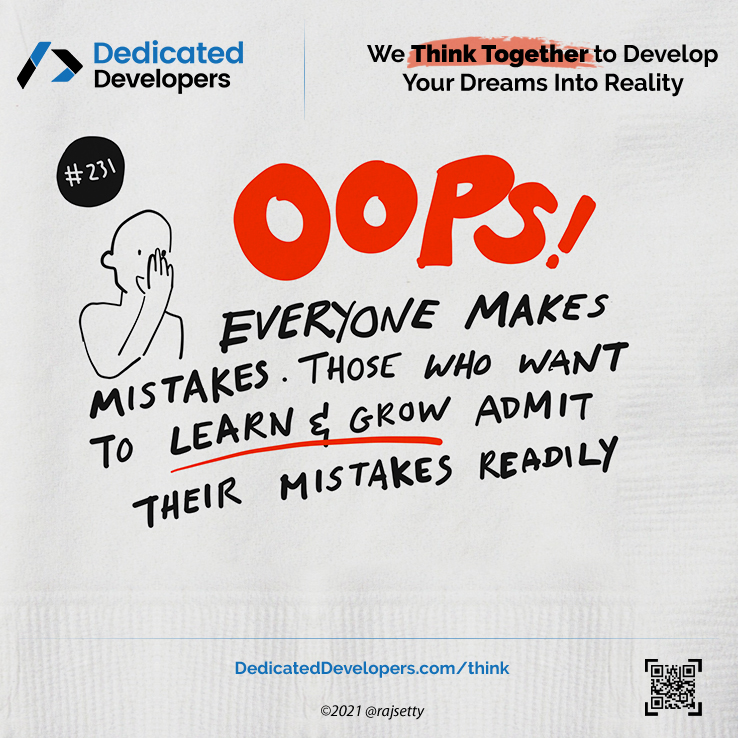 Dedicated
Developers
We Think Together to Develop
Your Dreams Into Reality
#231
OOPS!
EVERYONE MAKES
MISTAKES. THOSE WHO WANT
TO LEARN & GROW ADMIT
THEIR MISTAKES READILY
DedicatedDevelopers.com/think
©2021 @rajsetty